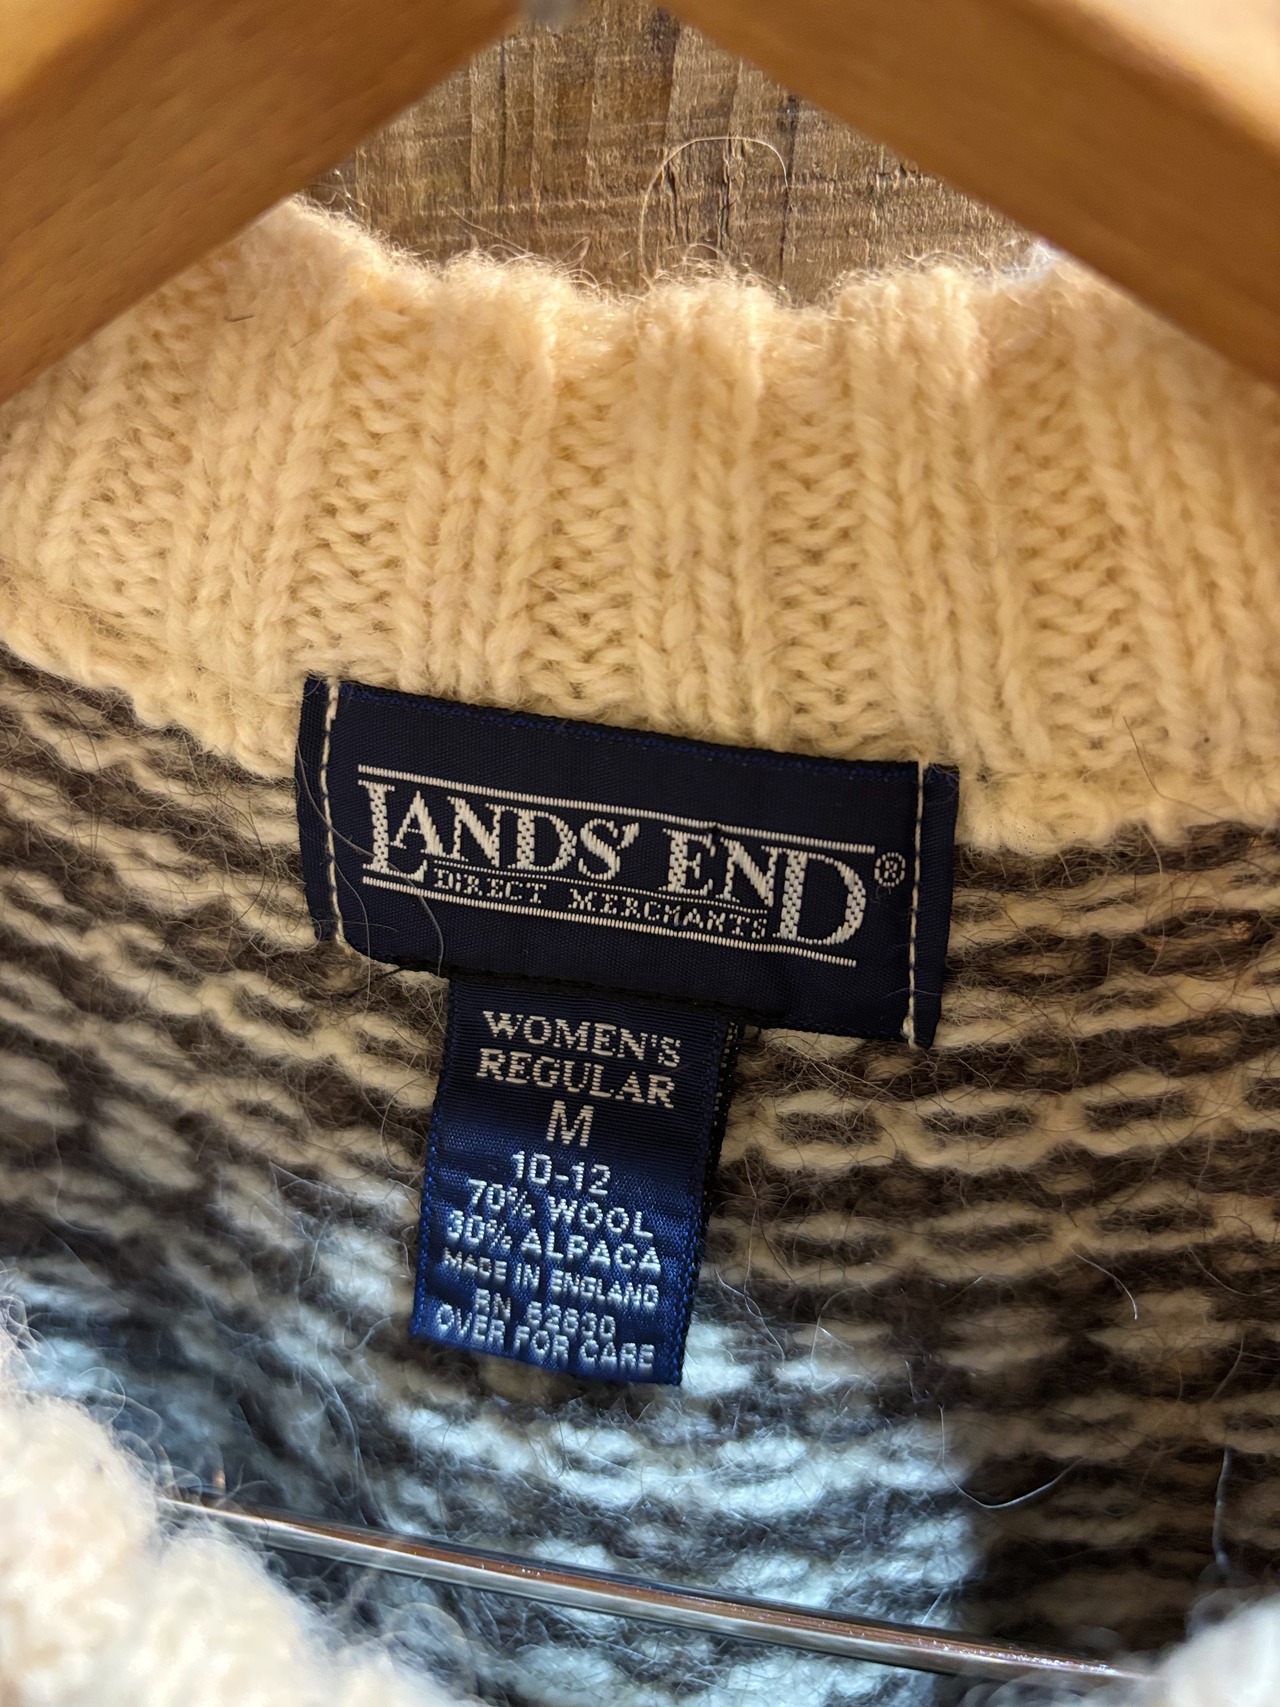 LANDS' END®
DIRECT MERCHANTS
WOMEN'S
REGULAR
M
10-12
70% WOOL
30% ALPACA
MADE IN ENGLAND
RN 62630
OVER FOR CARE